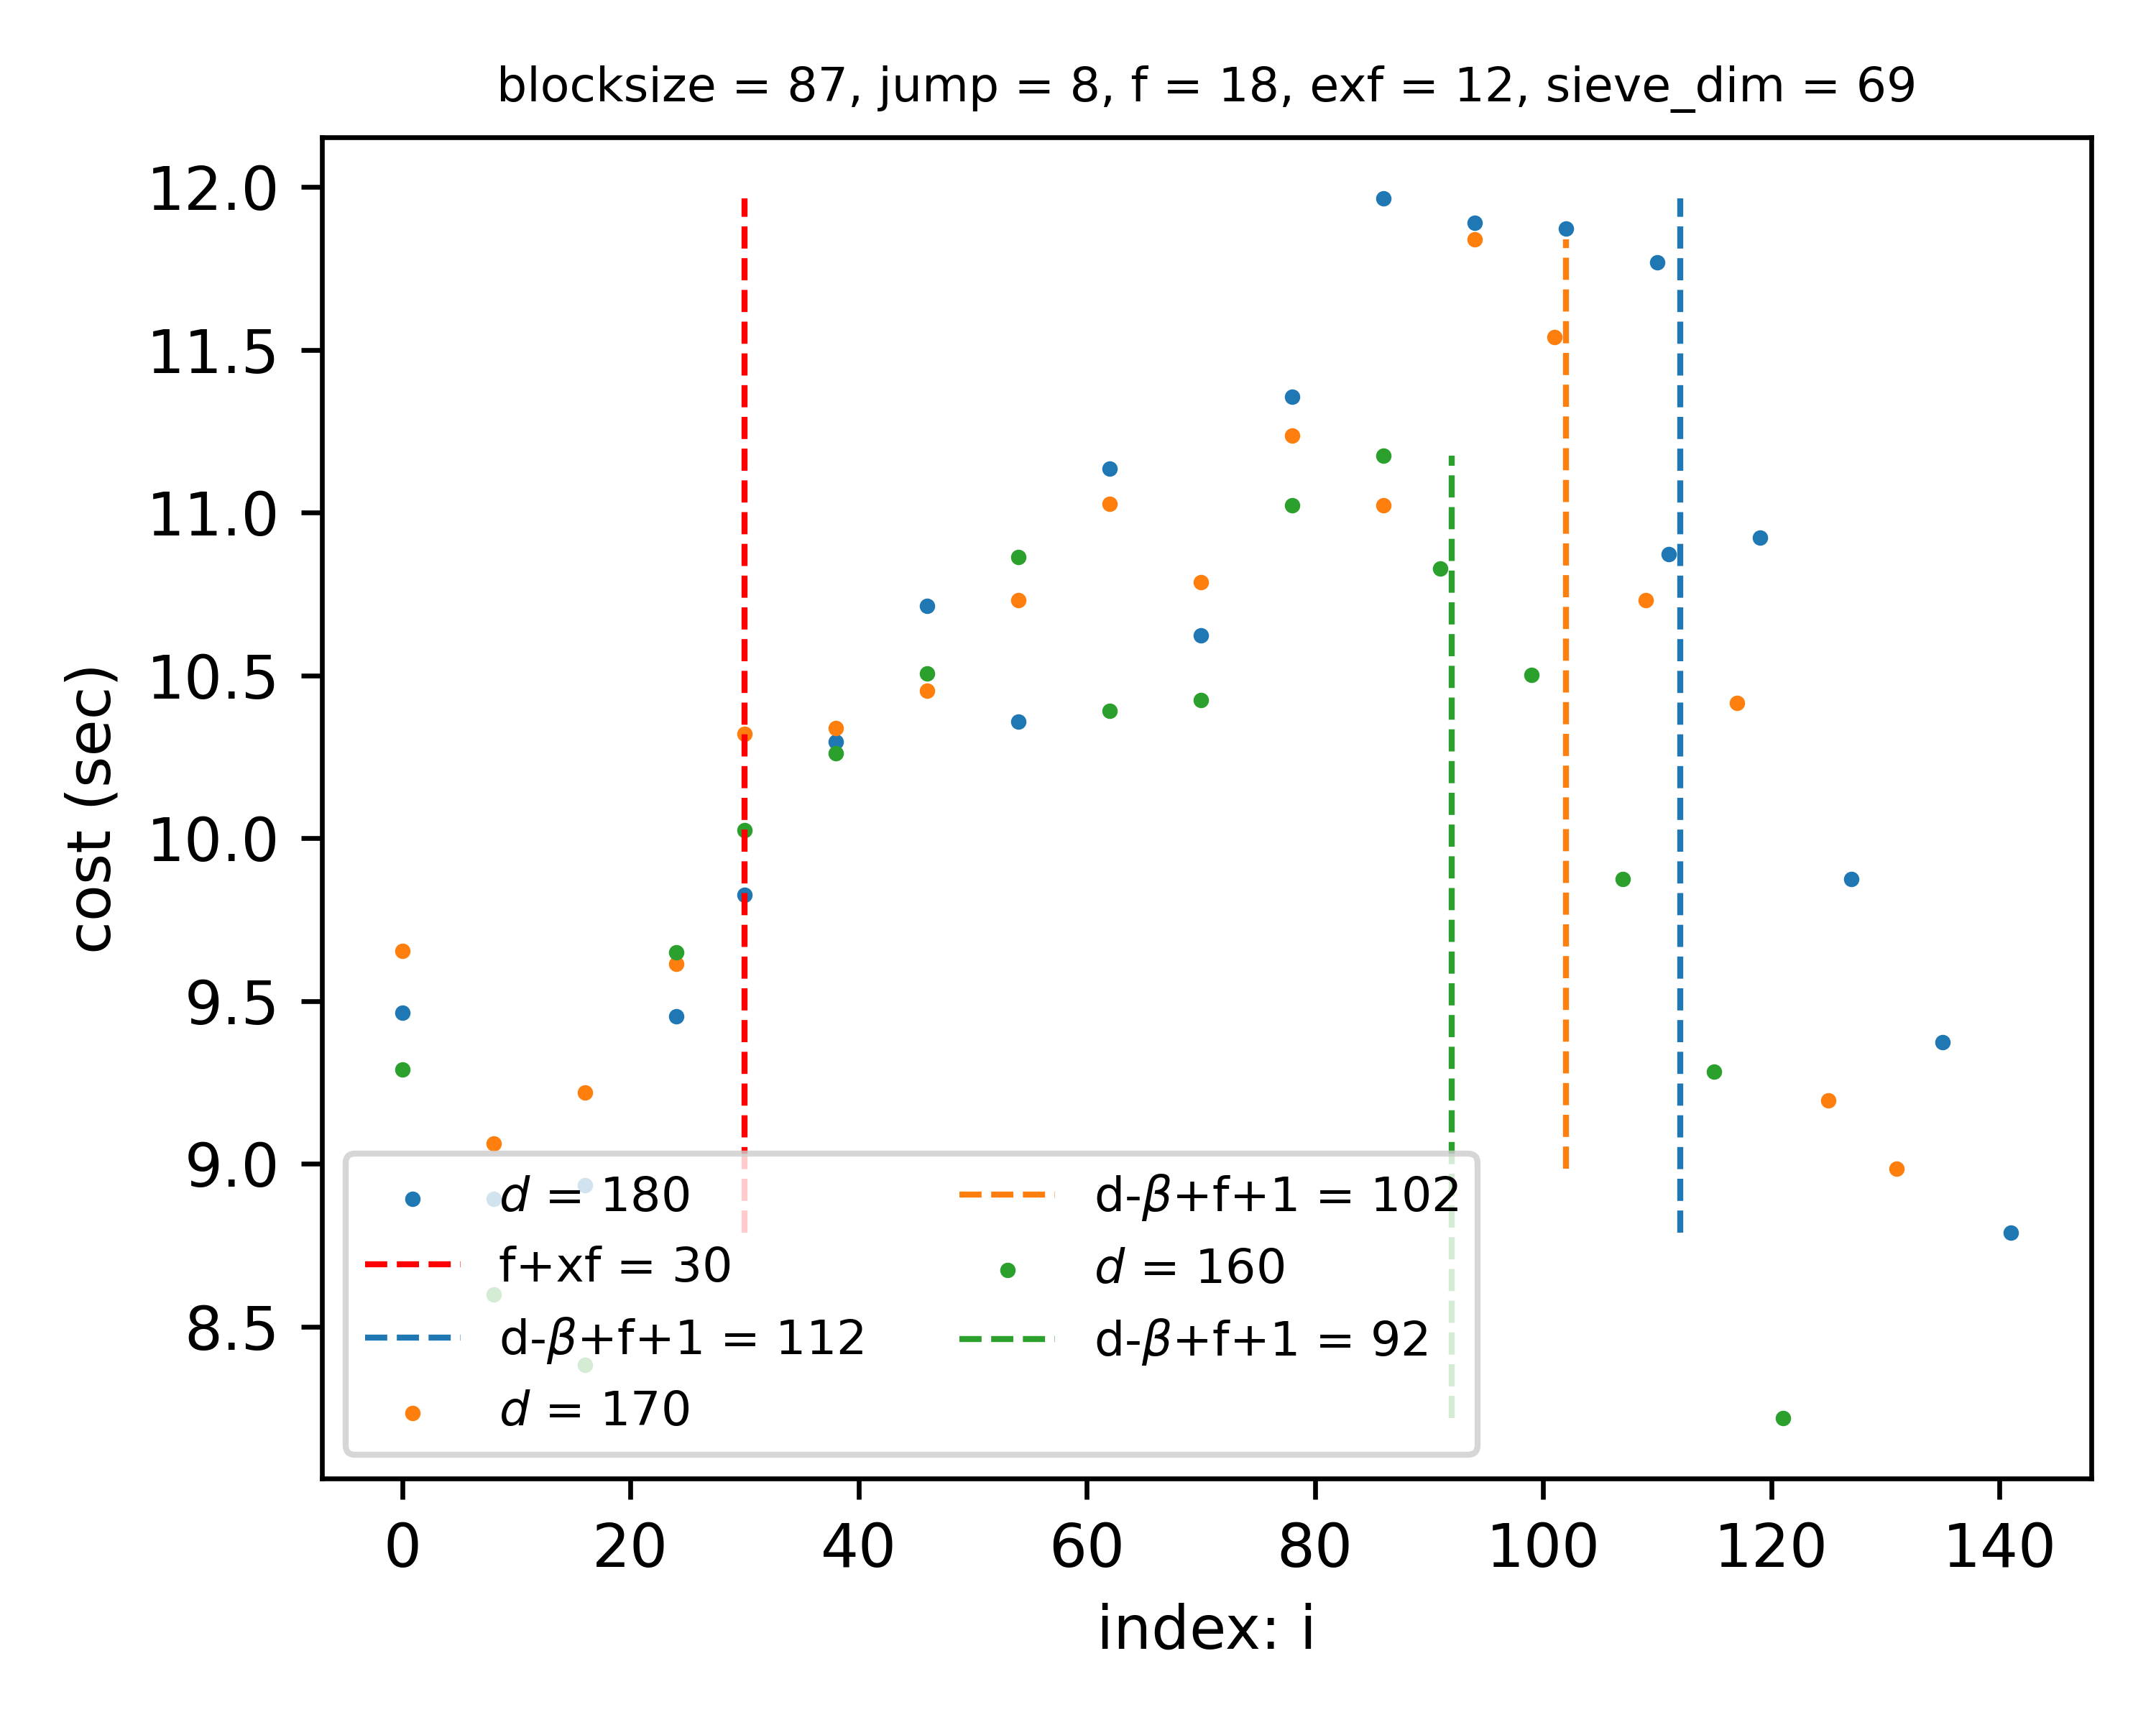 blocksize = 87, jump = 8, f = 18, exf = 12, sieve_dim = 69
cost (sec)
12.0
11.5
11.0
10.5
10.0
9.5
9.0
8.5
d = 180
f+xf = 30
d-β+f+1 = 112
d = 170
d-β+f+1 = 102
d = 160
d-β+f+1 = 92
0 20 40 60 80 100 120 140
index: i